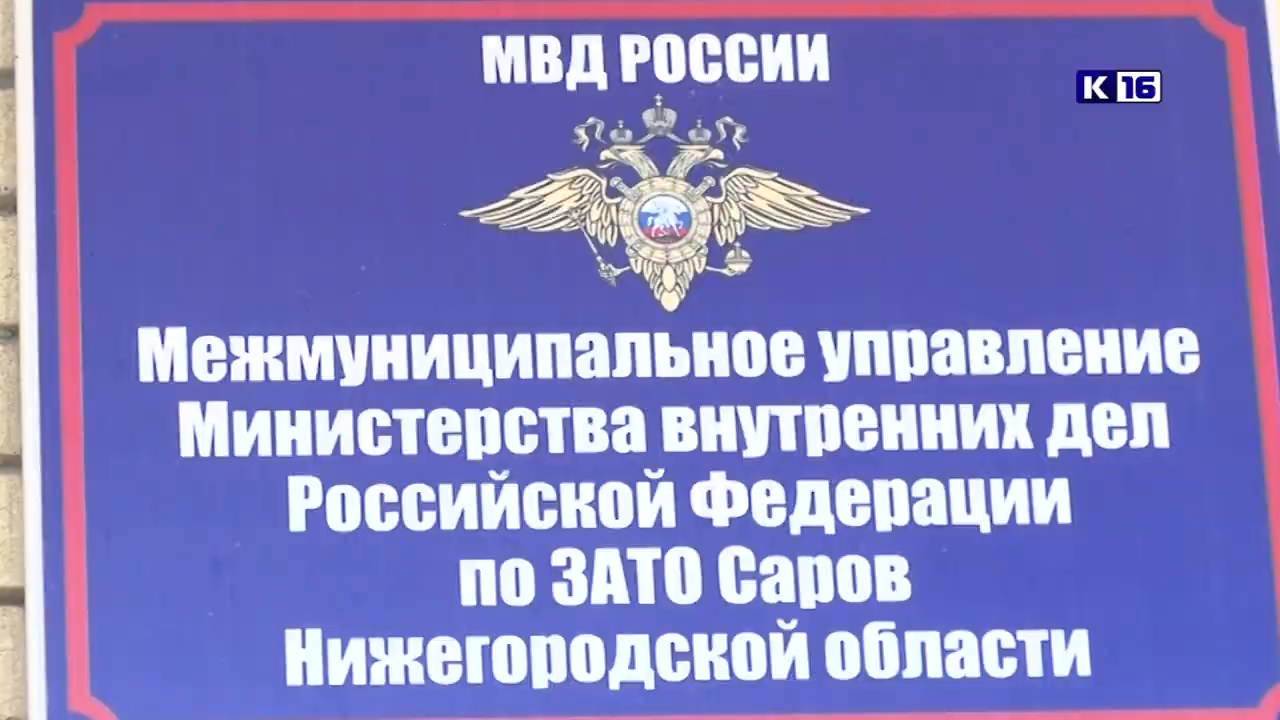 МВД РОССИИ
К 16
Межмуниципальное управление
Министерства внутренних дел
Российской Федерации
по ЗАТО Саров
Нижегородской области